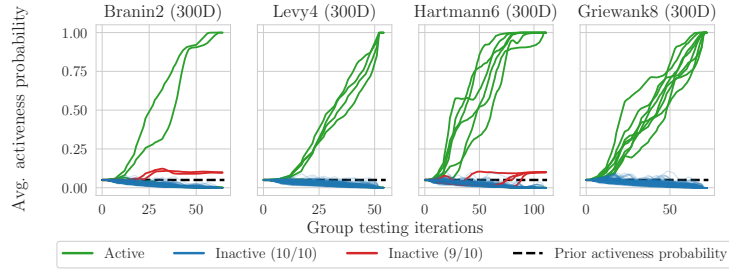 Branin2 (300D) Levy4 (300D) Hartmann6 (300D) Griewank8 (300D)
Avg. activeness probability
1.00
0.75
0.50
0.25
0.00
0 25 50 0 25 50 0 50 100 0 25 50
Group testing iterations
Active Inactive (10/10) Inactive (9/10) Prior activeness probability